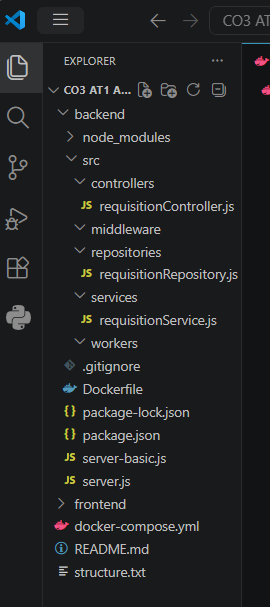 CO3 AT1 A
EXPLORER
CO3 AT1 A...
backend
node_modules
src
controllers
JS requisitionController.js
middleware
repositories
JS requisitionRepository.js
services
JS requisitionService.js
workers
.gitignore
Dockerfile
{ } package-lock.json
{ } package.json
JS server-basic.js
JS server.js
frontend
docker-compose.yml
README.md
structure.txt